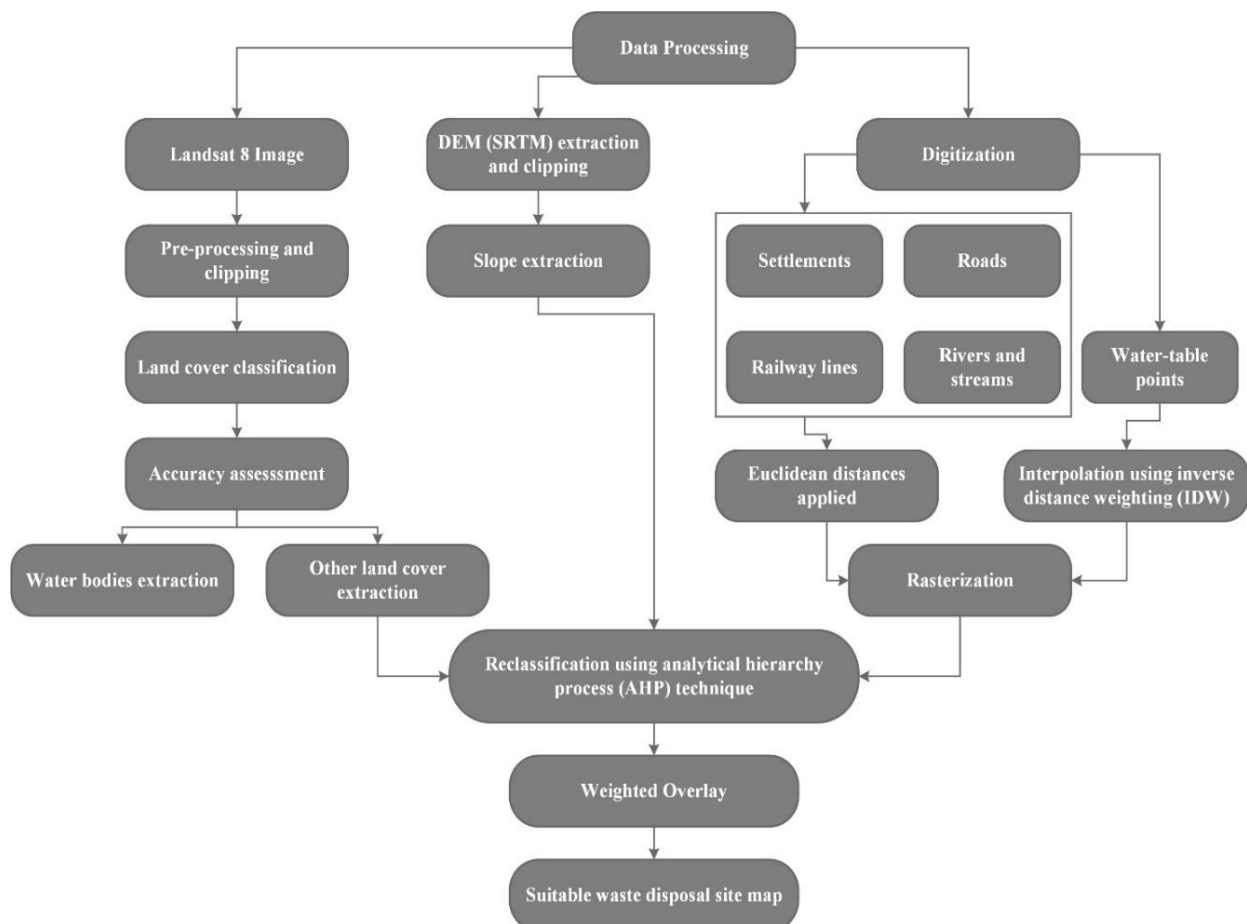 Data Processing
Landsat 8 Image
DEM (SRTM) extraction
and clipping
Digitization
Pre-processing and
clipping
Slope extraction
Settlements
Roads
Land cover classification
Railway lines
Rivers and
streams
Water-table
points
Accuracy assesssment
Euclidean distances
applied
Interpolation using inverse
distance weighting (IDW)
Water bodies extraction
Other land cover
extraction
Rasterization
Reclassification using analytical hierarchy
process (AHP) technique
Weighted Overlay
Suitable waste disposal site map